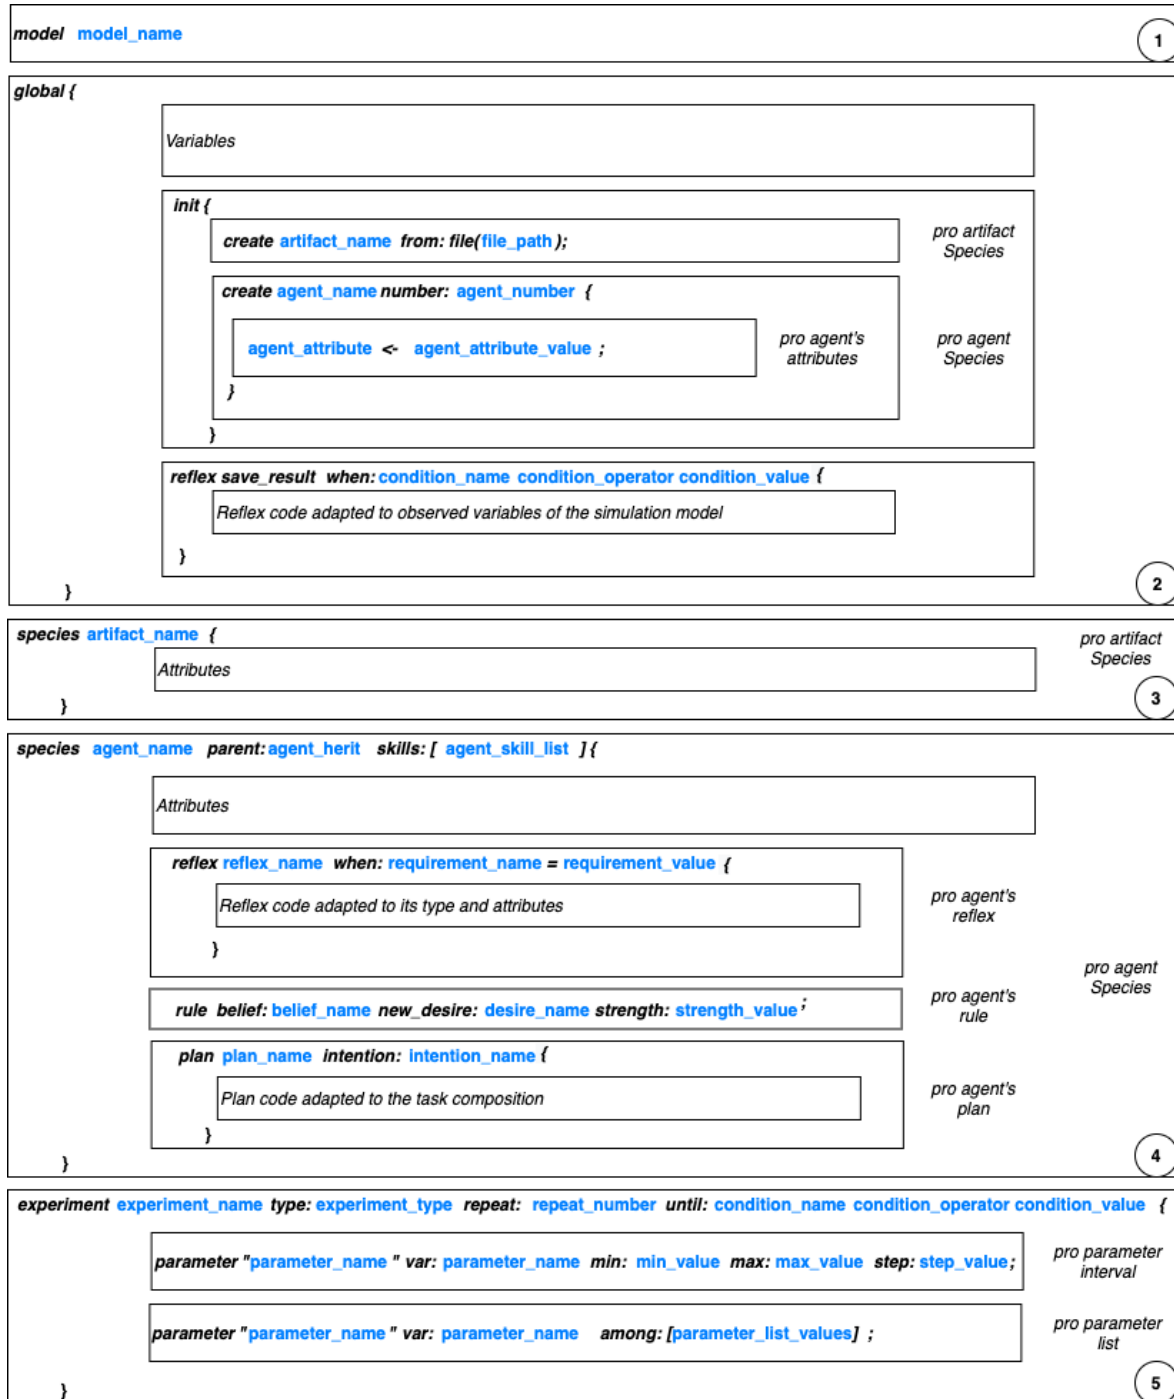 model model_name
1
global {
Variables
init {
create artifact_name from: file(file_path);
pro artifact
Species
create agent_name number: agent_number {
agent_attribute <- agent_attribute_value ;
pro agent's
attributes
pro agent
Species
}
}
reflex save_result when: condition_name condition_operator condition_value {
Reflex code adapted to observed variables of the simulation model
}
}
2
species artifact_name {
pro artifact
Species
Attributes
}
3
species agent_name parent: agent_herit skills: [ agent_skill_list ] {
Attributes
reflex reflex_name when: requirement_name = requirement_value {
Reflex code adapted to its type and attributes
}
pro agent's
reflex
pro agent
Species
rule belief: belief_name new_desire: desire_name strength: strength_value ;
pro agent's
rule
plan plan_name intention: intention_name {
Plan code adapted to the task composition
}
pro agent's
plan
}
4
experiment experiment_name type: experiment_type repeat: repeat_number until: condition_name condition_operator condition_value {
parameter "parameter_name " var: parameter_name min: min_value max: max_value step: step_value ;
pro parameter
interval
parameter "parameter_name " var: parameter_name among: [parameter_list_values] ;
pro parameter
list
}
5